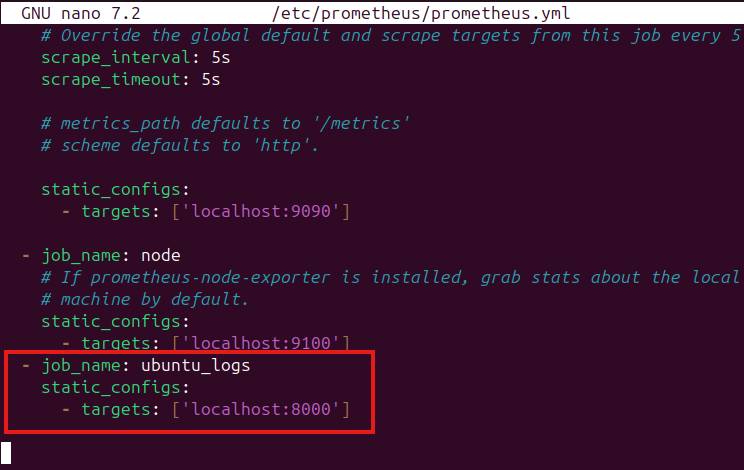 GNU nano 7.2 /etc/prometheus/prometheus.yml
# Override the global default and scrape targets from this job every 5
scrape_interval: 5s
scrape_timeout: 5s
# metrics_path defaults to '/metrics'
# scheme defaults to 'http'.
static_configs:
- targets: ['localhost:9090']
- job_name: node
# If prometheus-node-exporter is installed, grab stats about the local
# machine by default.
static_configs:
- targets: ['localhost:9100']
- job_name: ubuntu_logs
static_configs:
- targets: ['localhost:8000']